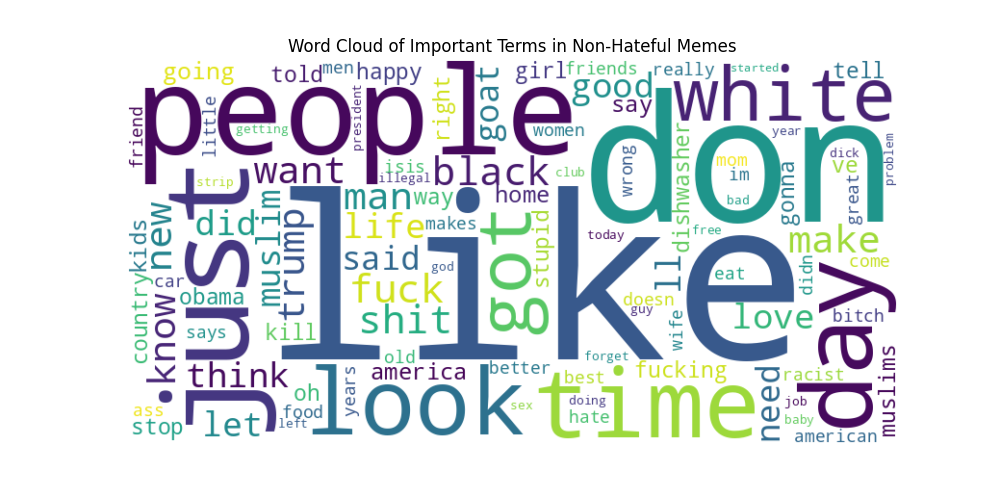 Word Cloud of Important Terms in Non-Hateful Memes
going told men happy girl friends really started tell
people goat good say white
friend little getting president right women don wrong mom im bad year dick ve problem
want isis illegal black club dishwasher gonna great
strip just new did muslim trump man way home like
life makes got stupid today free didn make come
country kids car know obama says said god fuck shit kill
ll eat doesn guy wife love day bitch
think old america better forget best fucking need racist muslims
ass stop let oh food left years look sex time doing hate job baby american